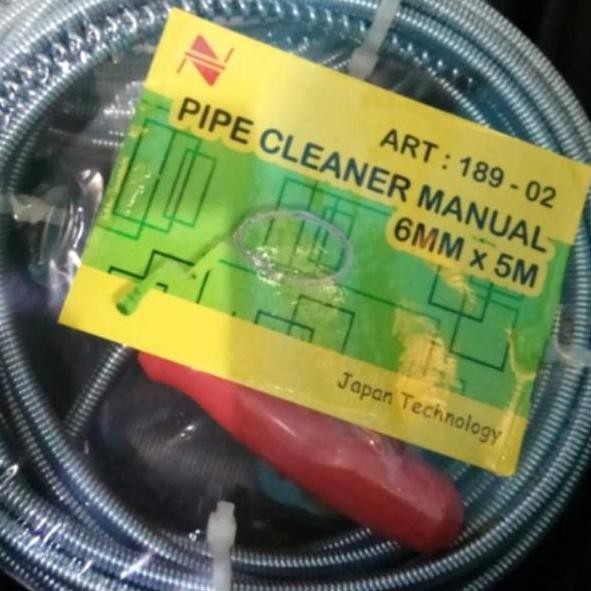 ART : 189 - 02
PIPE CLEANER MANUAL
6MM x 5M
Japan Technology